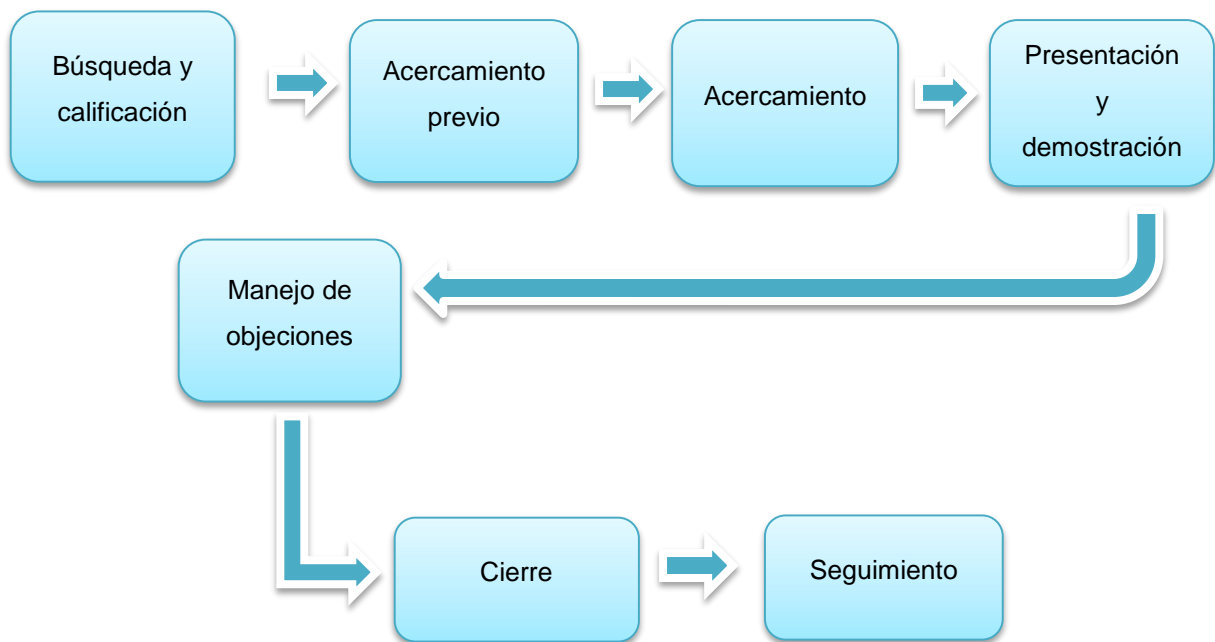 Búsqueda y
calificación
Acercamiento
previo
Acercamiento
Presentación
y
demostración
Manejo de
objeciones
Cierre
Seguimiento